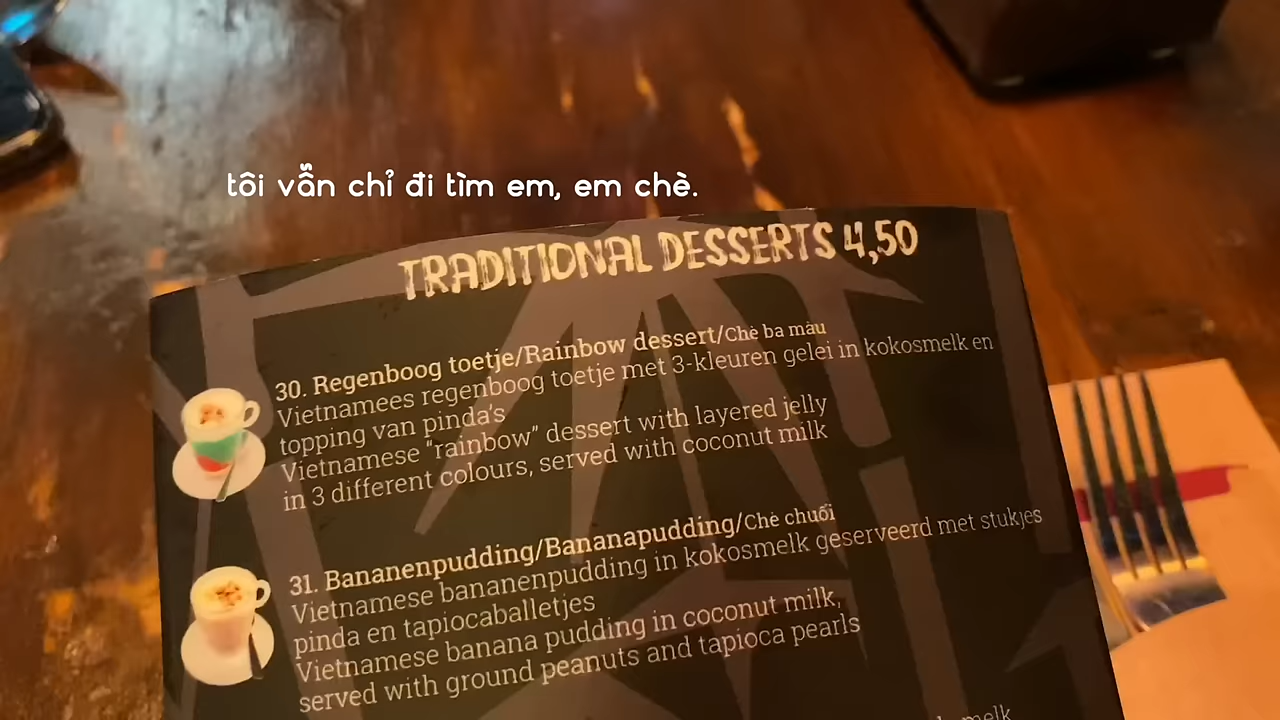 tôi vẫn chỉ đi tìm em, em chè.
TRADITIONAL DESSERTS 4,50
30. Regenboog toetje/Rainbow dessert/Chè ba màu
Vietnamees regenboog toetje met 3-kleuren gelei in kokosmelk en
topping van pinda's
Vietnamese "rainbow" dessert with layered jelly
in 3 different colours, served with coconut milk
31. Bananenpudding/Bananapudding/Chè chuối
Vietnamese bananenpudding in kokosmelk geserveerd met stukjes
pinda en tapiocaballetjes
Vietnamese banana pudding in coconut milk,
served with ground peanuts and tapioca pearls